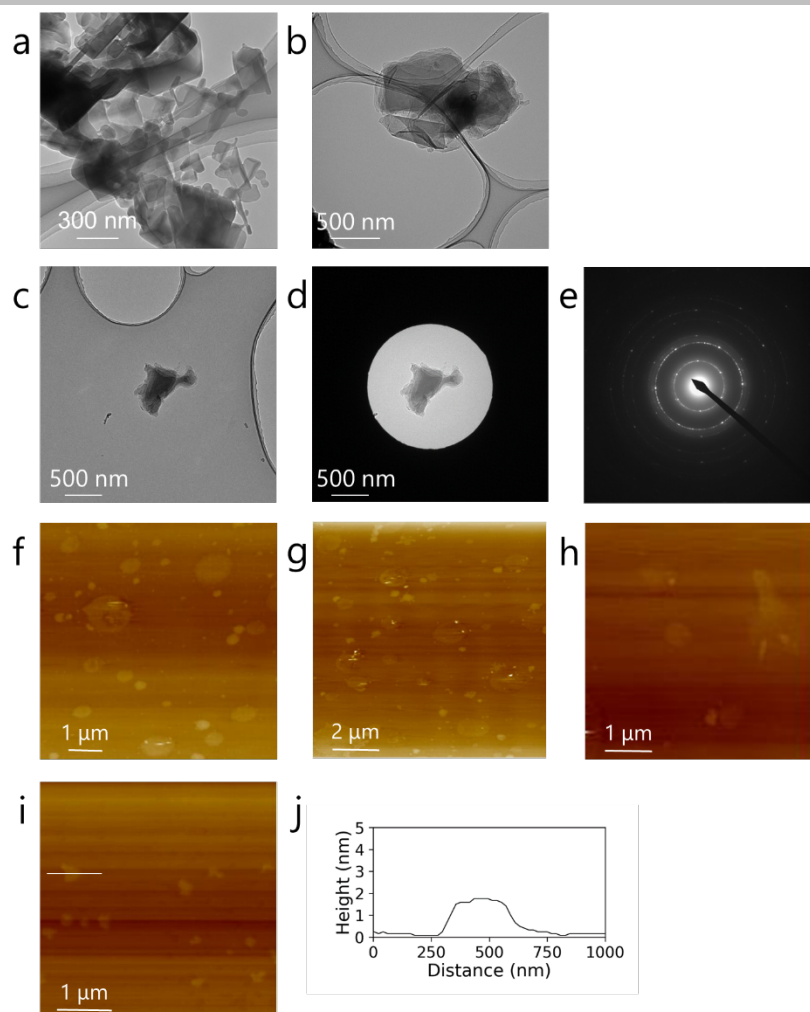 a
b
300 nm
500 nm
c
d
e
500 nm
500 nm
f
g
h
1 μm
2 μm
1 μm
i
j
1 μm
5
4
3
2
1
0
Height (nm)
0
250
500
750
1000
Distance (nm)